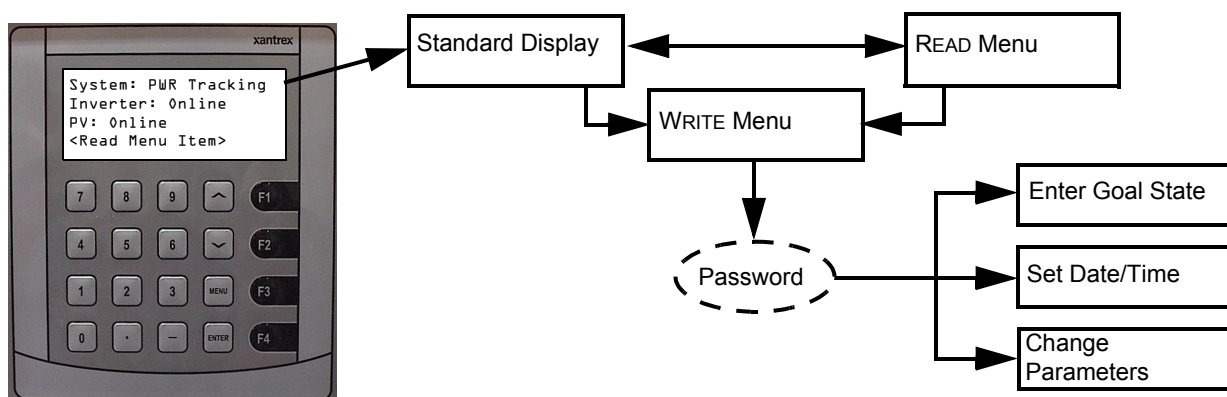 xantrex
System: PWR Tracking
Inverter: Online
PV: Online
<Read Menu Item>
7 8 9 F1
4 5 6 F2
1 2 3 MENU F3
0 · — ENTER F4
Standard Display
READ Menu
WRITE Menu
Password
Enter Goal State
Set Date/Time
Change
Parameters